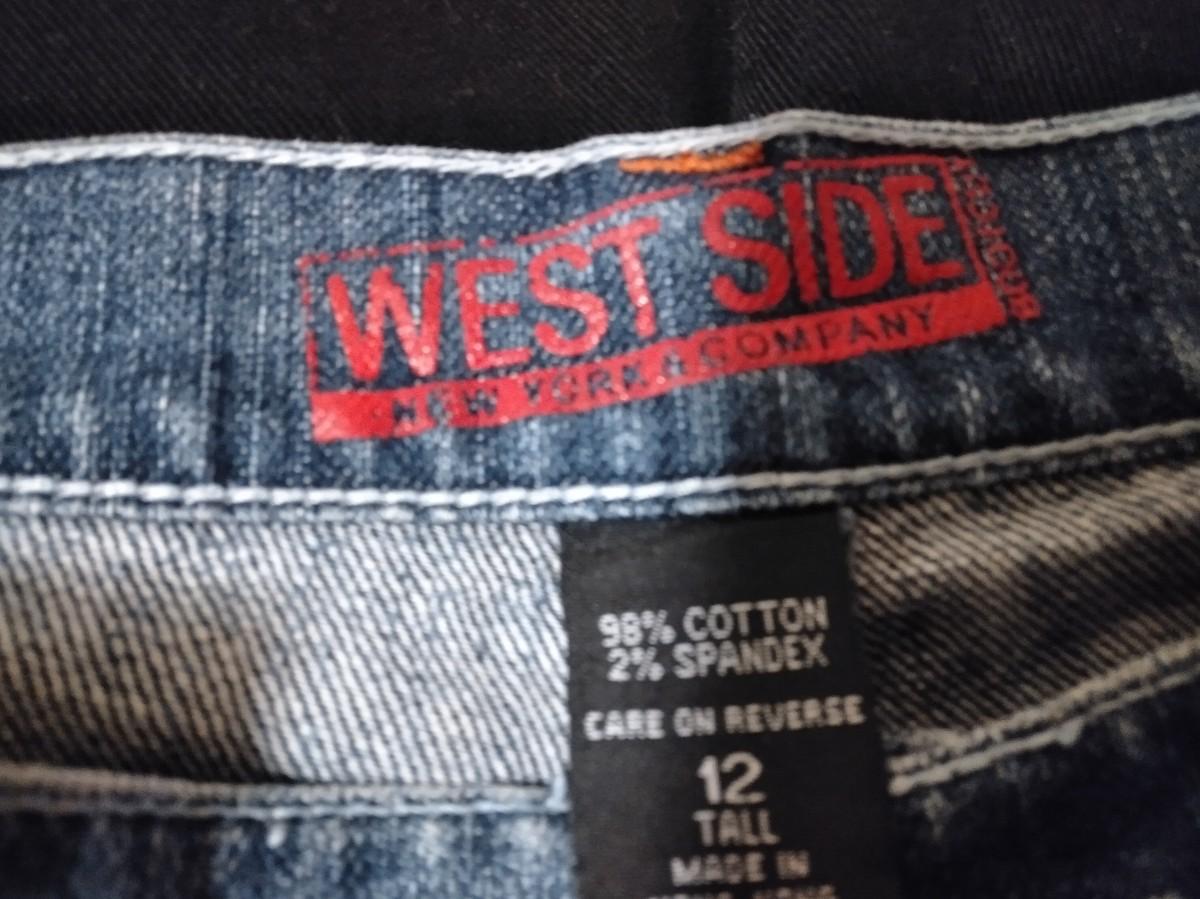 WEST SIDE
NEW YORK & COMPANY
98% COTTON
2% SPANDEX
CARE ON REVERSE
12
TALL
MADE IN